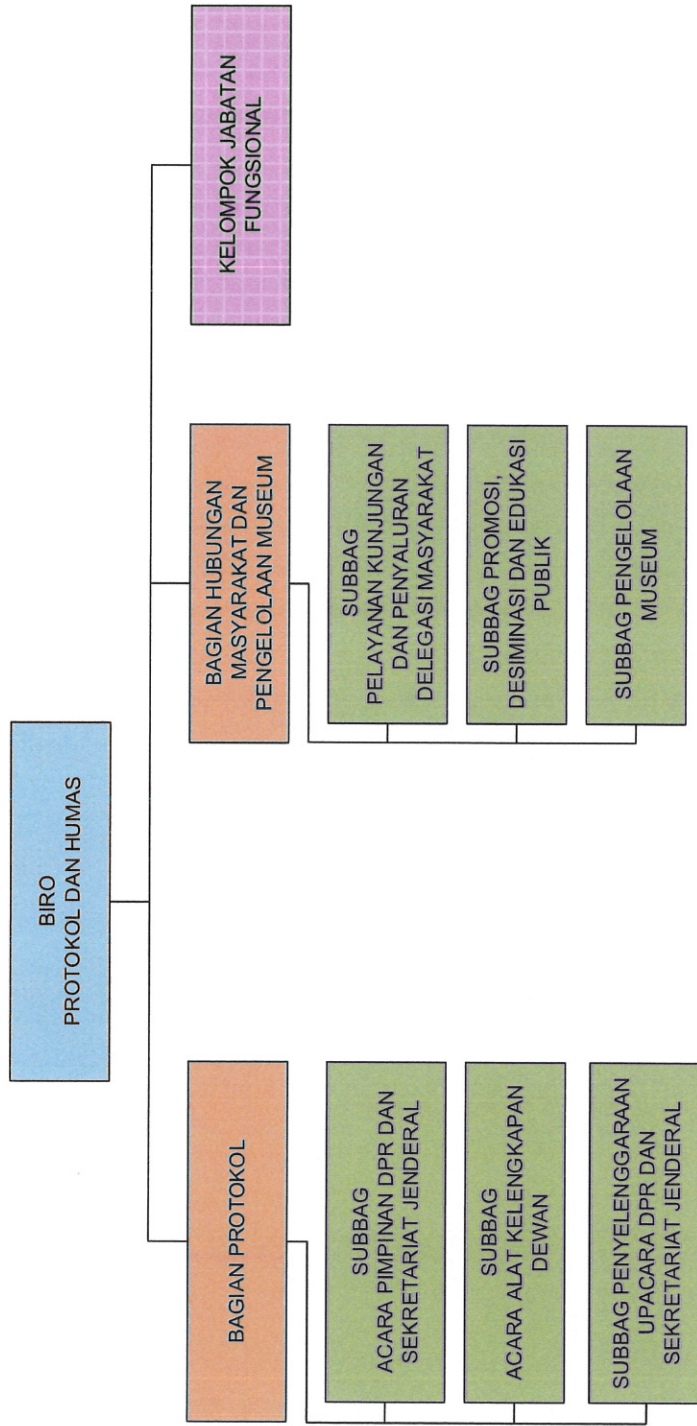 BIRO
PROTOKOL DAN HUMAS
BAGIAN PROTOKOL
SUBBAG
ACARA PIMPINAN DPR DAN
SEKRETARIAT JENDERAL
SUBBAG
ACARA ALAT KELENGKAPAN
DEWAN
SUBBAG PENYELENGGARAAN
UPACARA DPR DAN
SEKRETARIAT JENDERAL
BAGIAN HUBUNGAN
MASYARAKAT DAN
PENGELOLAAN MUSEUM
SUBBAG
PELAYANAN KUNJUNGAN
DAN PENYALURAN
DELEGASI MASYARAKAT
SUBBAG PROMOSI,
DESIMINASI DAN EDUKASI
PUBLIK
SUBBAG PENGELOLAAN
MUSEUM
KELOMPOK JABATAN
FUNGSIONAL